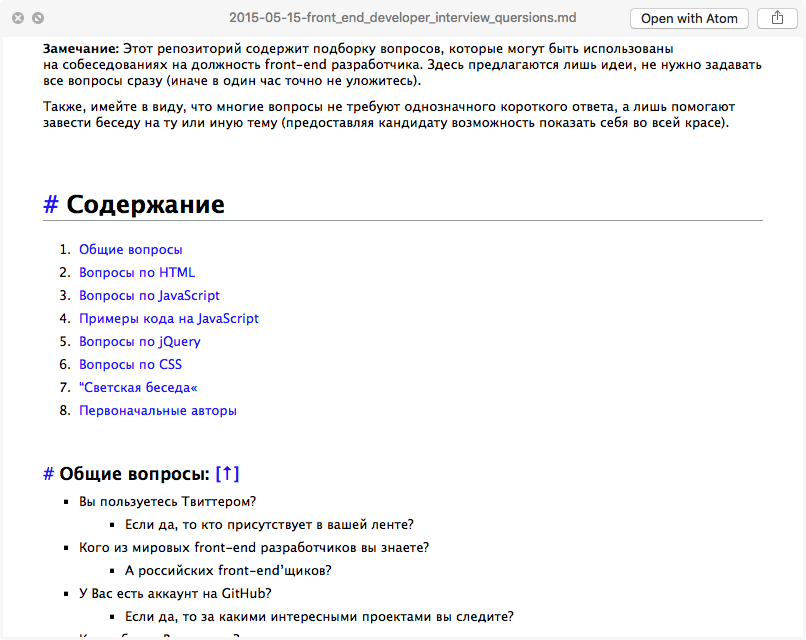 2015-05-15-front_end_developer_interview_quersions.md
Open with Atom
Замечание: Этот репозиторий содержит подборку вопросов, которые могут быть использованы
на собеседованиях на должность front-end разработчика. Здесь предлагаются лишь идеи, не нужно задавать
все вопросы сразу (иначе в один час точно не уложитесь).
Также, имейте в виду, что многие вопросы не требуют однозначного короткого ответа, а лишь помогают
завести беседу на ту или иную тему (предоставляя кандидату возможность показать себя во всей красе).
# Содержание
1. Общие вопросы
2. Вопросы по HTML
3. Вопросы по JavaScript
4. Примеры кода на JavaScript
5. Вопросы по jQuery
6. Вопросы по CSS
7. "Светская беседа«
8. Первоначальные авторы
# Общие вопросы: [↑]
▪ Вы пользуетесь Твиттером?
▪ Если да, то кто присутствует в вашей ленте?
▪ Кого из мировых front-end разработчиков вы знаете?
▪ А российских front-end’щиков?
▪ У Вас есть аккаунт на GitHub?
▪ Если да, то за какими интересными проектами вы следите?